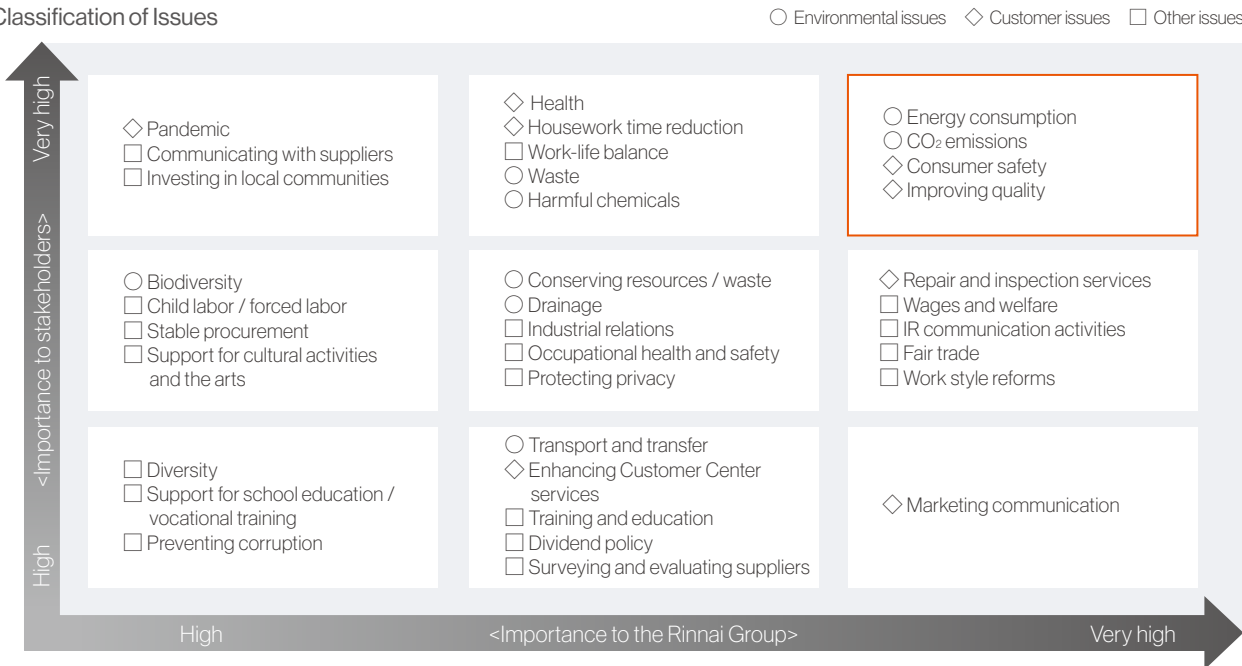 Classification of Issues
○ Environmental issues ◇ Customer issues □ Other issues
Very high
<Importance to stakeholders>
High
◇ Pandemic
□ Communicating with suppliers
□ Investing in local communities
◇ Health
◇ Housework time reduction
□ Work-life balance
○ Waste
○ Harmful chemicals
○ Energy consumption
○ CO₂ emissions
◇ Consumer safety
◇ Improving quality
○ Biodiversity
□ Child labor / forced labor
□ Stable procurement
□ Support for cultural activities
and the arts
○ Conserving resources / waste
○ Drainage
□ Industrial relations
□ Occupational health and safety
□ Protecting privacy
◇ Repair and inspection services
□ Wages and welfare
□ IR communication activities
□ Fair trade
□ Work style reforms
□ Diversity
□ Support for school education /
vocational training
□ Preventing corruption
○ Transport and transfer
◇ Enhancing Customer Center
services
□ Training and education
□ Dividend policy
□ Surveying and evaluating suppliers
◇ Marketing communication
High
<Importance to the Rinnai Group>
Very high